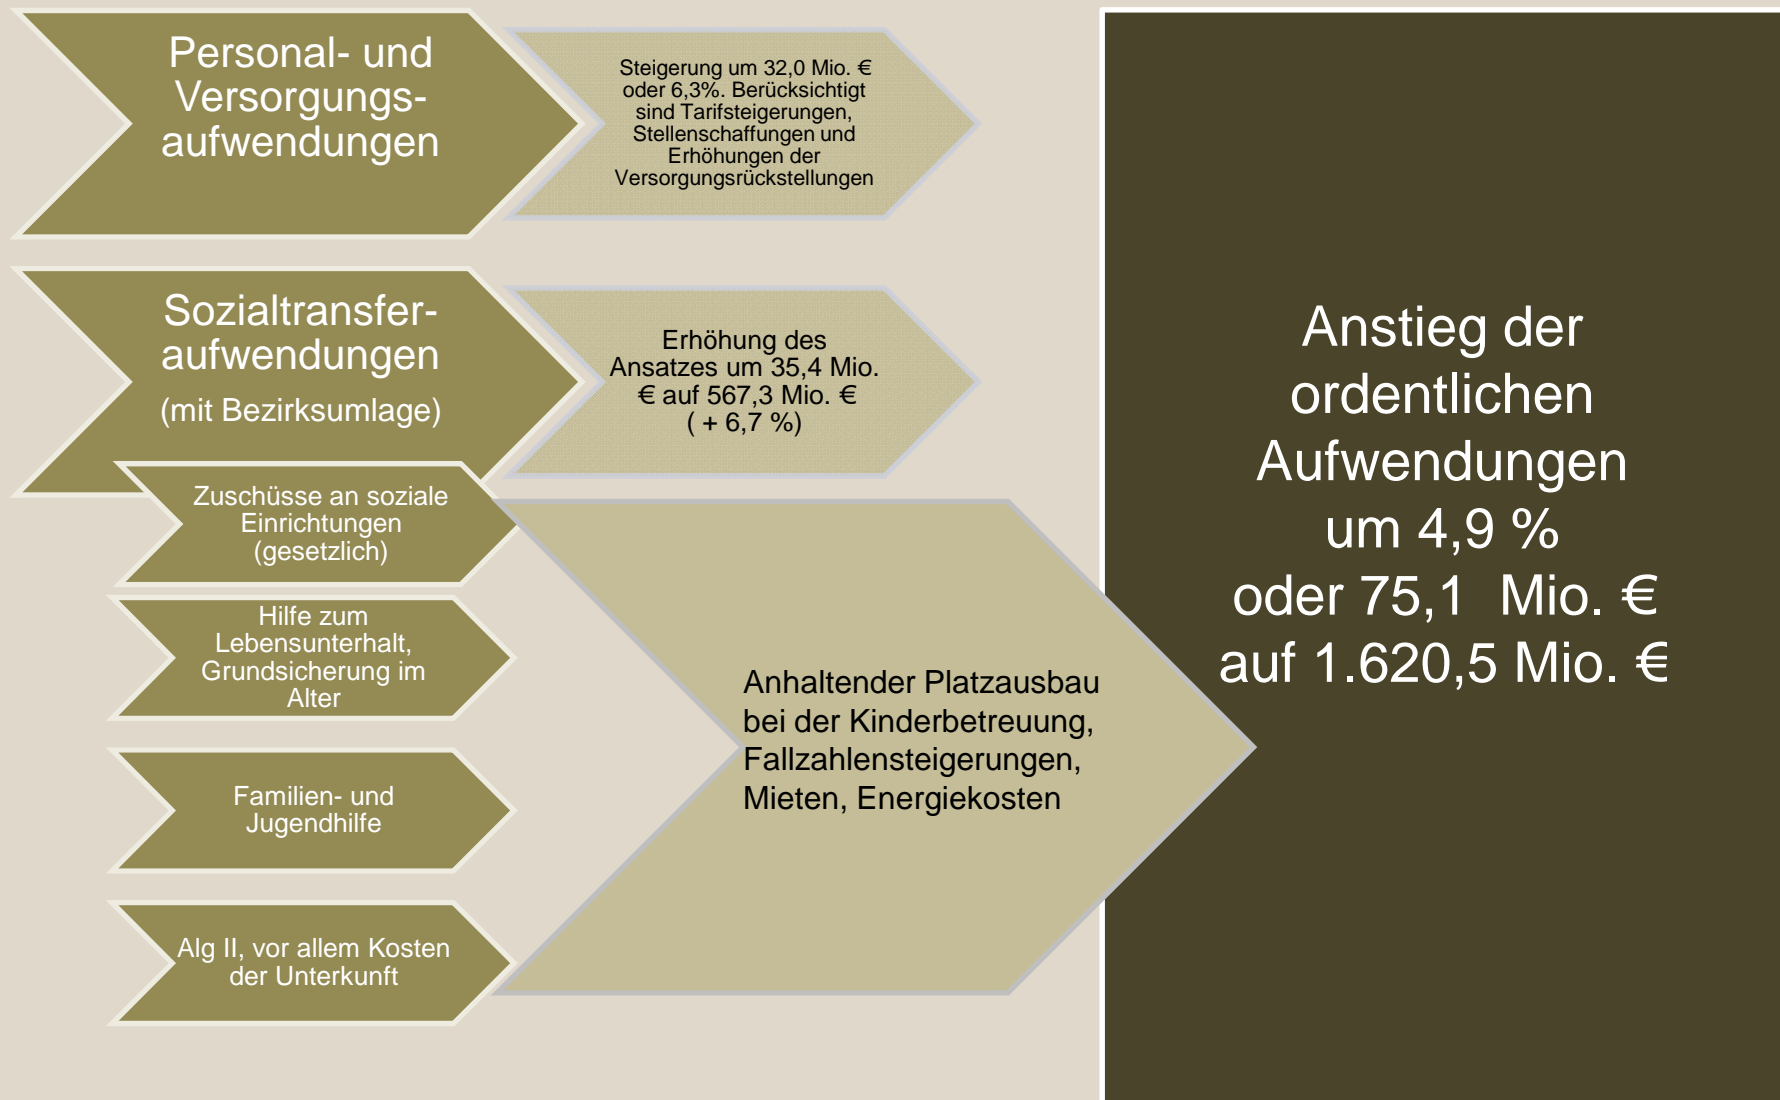 Personal- und
Versorgungs-
aufwendungen
Steigerung um 32,0 Mio. €
oder 6,3%. Berücksichtigt
sind Tarifsteigerungen,
Stellenschaffungen und
Erhöhungen der
Versorgungsrückstellungen
Sozialtransfer-
aufwendungen
(mit Bezirksumlage)
Erhöhung des
Ansatzes um 35,4 Mio.
€ auf 567,3 Mio. €
( + 6,7 %)
Zuschüsse an soziale
Einrichtungen
(gesetzlich)
Hilfe zum
Lebensunterhalt,
Grundsicherung im
Alter
Familien- und
Jugendhilfe
Alg II, vor allem Kosten
der Unterkunft
Anhaltender Platzausbau
bei der Kinderbetreuung,
Fallzahlensteigerungen,
Mieten, Energiekosten
Anstieg der
ordentlichen
Aufwendungen
um 4,9 %
oder 75,1  Mio. €
auf 1.620,5 Mio. €